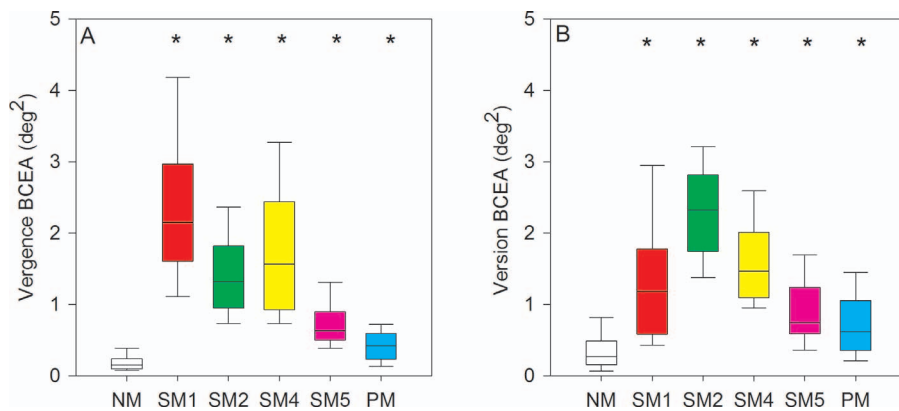 A
* * * * *
Vergence BCEA (deg2)
5
4
3
2
1
0
NM SM1 SM2 SM4 SM5 PM
B
* * * * *
Version BCEA (deg2)
5
4
3
2
1
0
NM SM1 SM2 SM4 SM5 PM